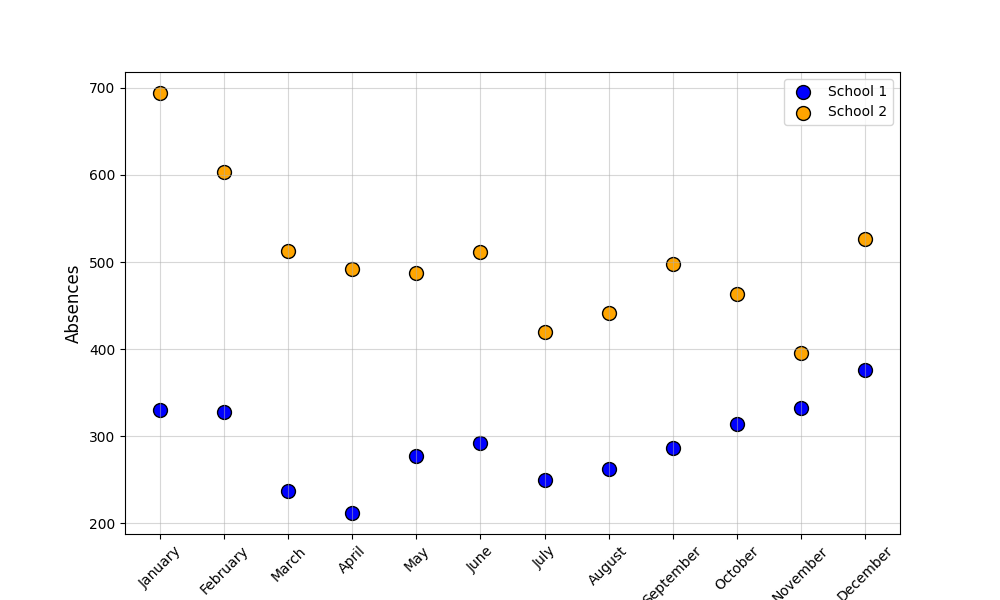 School 1
School 2
700
600
500
400
300
200
Absences
January
February
March
April
May
June
July
August
September
October
November
December